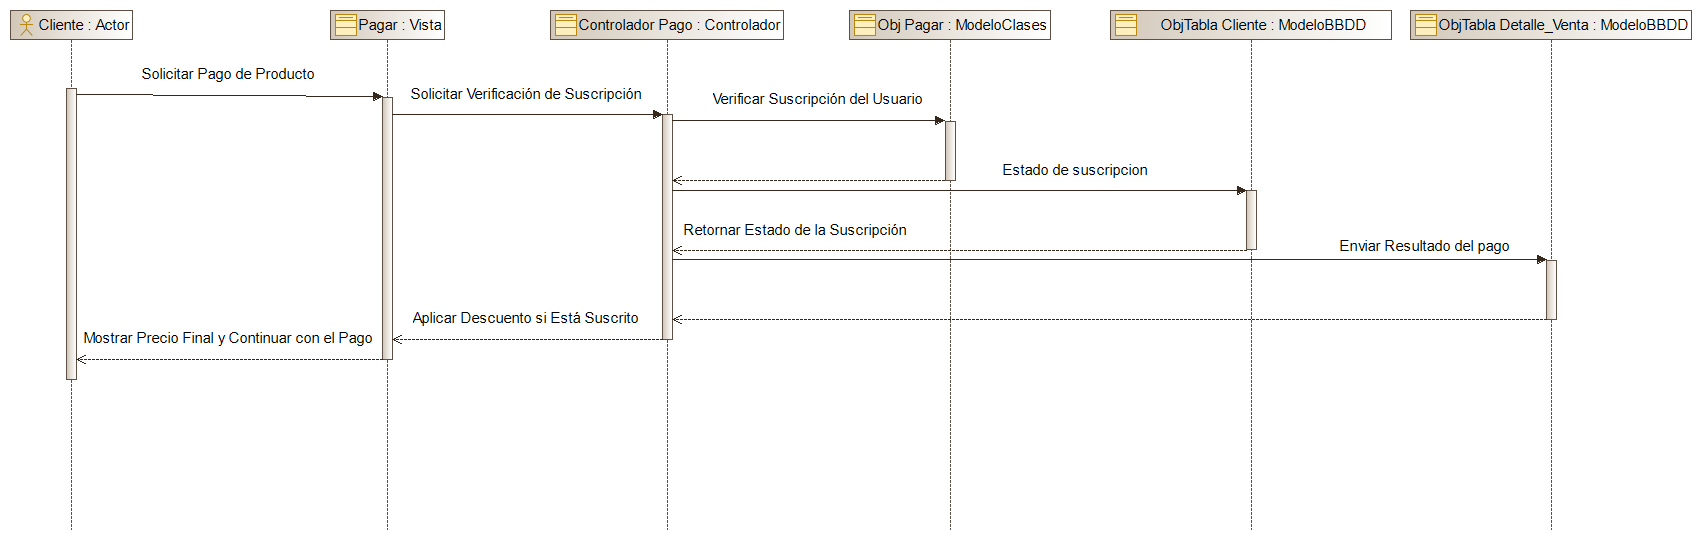 Cliente : Actor
Pagar : Vista
Controlador Pago : Controlador
Obj Pagar : ModeloClases
ObjTabla Cliente : ModeloBBDD
ObjTabla Detalle_Venta : ModeloBBDD
Solicitar Pago de Producto
Solicitar Verificación de Suscripción
Verificar Suscripción del Usuario
Estado de suscripcion
Retornar Estado de la Suscripción
Enviar Resultado del pago
Aplicar Descuento si Está Suscrito
Mostrar Precio Final y Continuar con el Pago